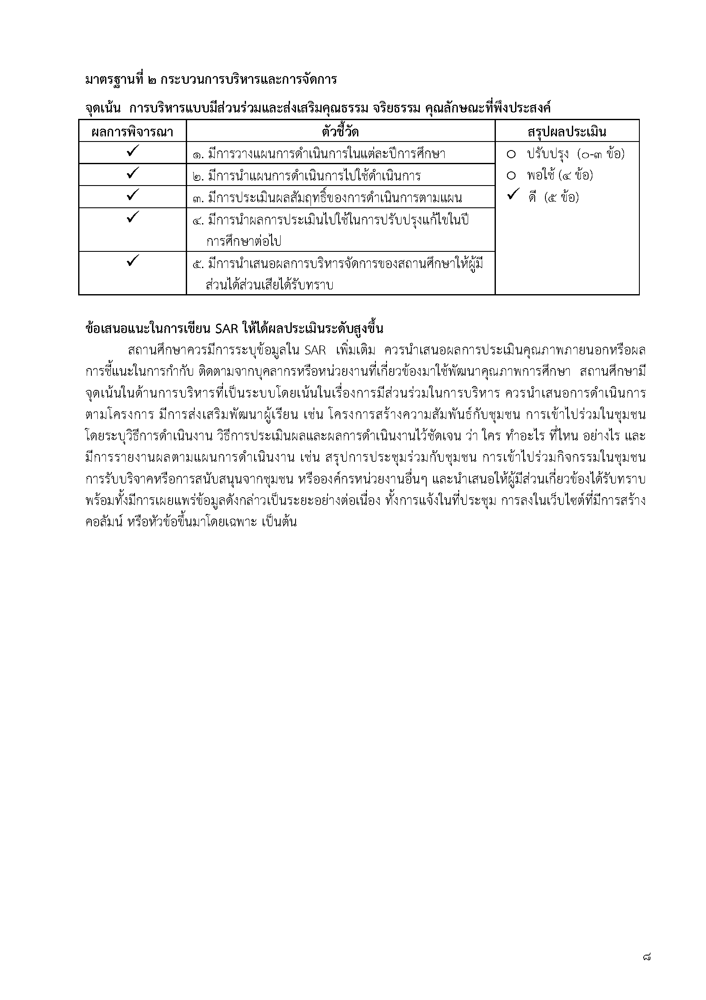 มาตรฐานที่ ๒ กระบวนการบริหารและการจัดการ
จุดเน้น  การบริหารแบบมีส่วนร่วมและส่งเสริมคุณธรรม จริยธรรม คุณลักษณะที่พึงประสงค์
ผลการพิจารณา ตัวชี้วัด สรุปผลประเมิน
✓ ๑. มีการวางแผนการดำเนินการในแต่ละปีการศึกษา ○ ปรับปรุง (๐-๓ ข้อ)
✓ ๒. มีการนำแผนการดำเนินการไปใช้ดำเนินการ ○ พอใช้ (๔ ข้อ)
✓ ๓. มีการประเมินผลสัมฤทธิ์ของการดำเนินการตามแผน ✓ ดี (๕ ข้อ)
✓ ๔. มีการนำผลการประเมินไปใช้ในการปรับปรุงแก้ไขในปี
การศึกษาต่อไป
✓ ๕. มีการนำเสนอผลการบริหารจัดการของสถานศึกษาให้ผู้มี
ส่วนได้ส่วนเสียได้รับทราบ
ข้อเสนอแนะในการเขียน SAR ให้ได้ผลประเมินระดับสูงขึ้น
สถานศึกษาควรมีการระบุข้อมูลใน SAR เพิ่มเติม ควรนำเสนอผลการประเมินคุณภาพภายนอกหรือผล
การชี้แนะในการกำกับ ติดตามจากบุคลากรหรือหน่วยงานที่เกี่ยวข้องมาใช้พัฒนาคุณภาพการศึกษา สถานศึกษามี
จุดเน้นในด้านการบริหารที่เป็นระบบโดยเน้นในเรื่องการมีส่วนร่วมในการบริหาร ควรนำเสนอการดำเนินการ
ตามโครงการ มีการส่งเสริมพัฒนาผู้เรียน เช่น โครงการสร้างความสัมพันธ์กับชุมชน การเข้าไปร่วมในชุมชน
โดยระบุวิธีการดำเนินงาน วิธีการประเมินผลและผลการดำเนินงานไว้ชัดเจน ว่า ใคร ทำอะไร ที่ไหน อย่างไร และ
มีการรายงานผลตามแผนการดำเนินงาน เช่น สรุปการประชุมร่วมกับชุมชน การเข้าไปร่วมกิจกรรมในชุมชน
การรับบริจาคหรือการสนับสนุนจากชุมชน หรือองค์กรหน่วยงานอื่นๆ และนำเสนอให้ผู้มีส่วนเกี่ยวข้องได้รับทราบ
พร้อมทั้งมีการเผยแพร่ข้อมูลดังกล่าวเป็นระยะอย่างต่อเนื่อง ทั้งการแจ้งในที่ประชุม การลงในเว็บไซต์ที่มีการสร้าง
คอลัมน์ หรือหัวข้อขึ้นมาโดยเฉพาะ เป็นต้น
๘